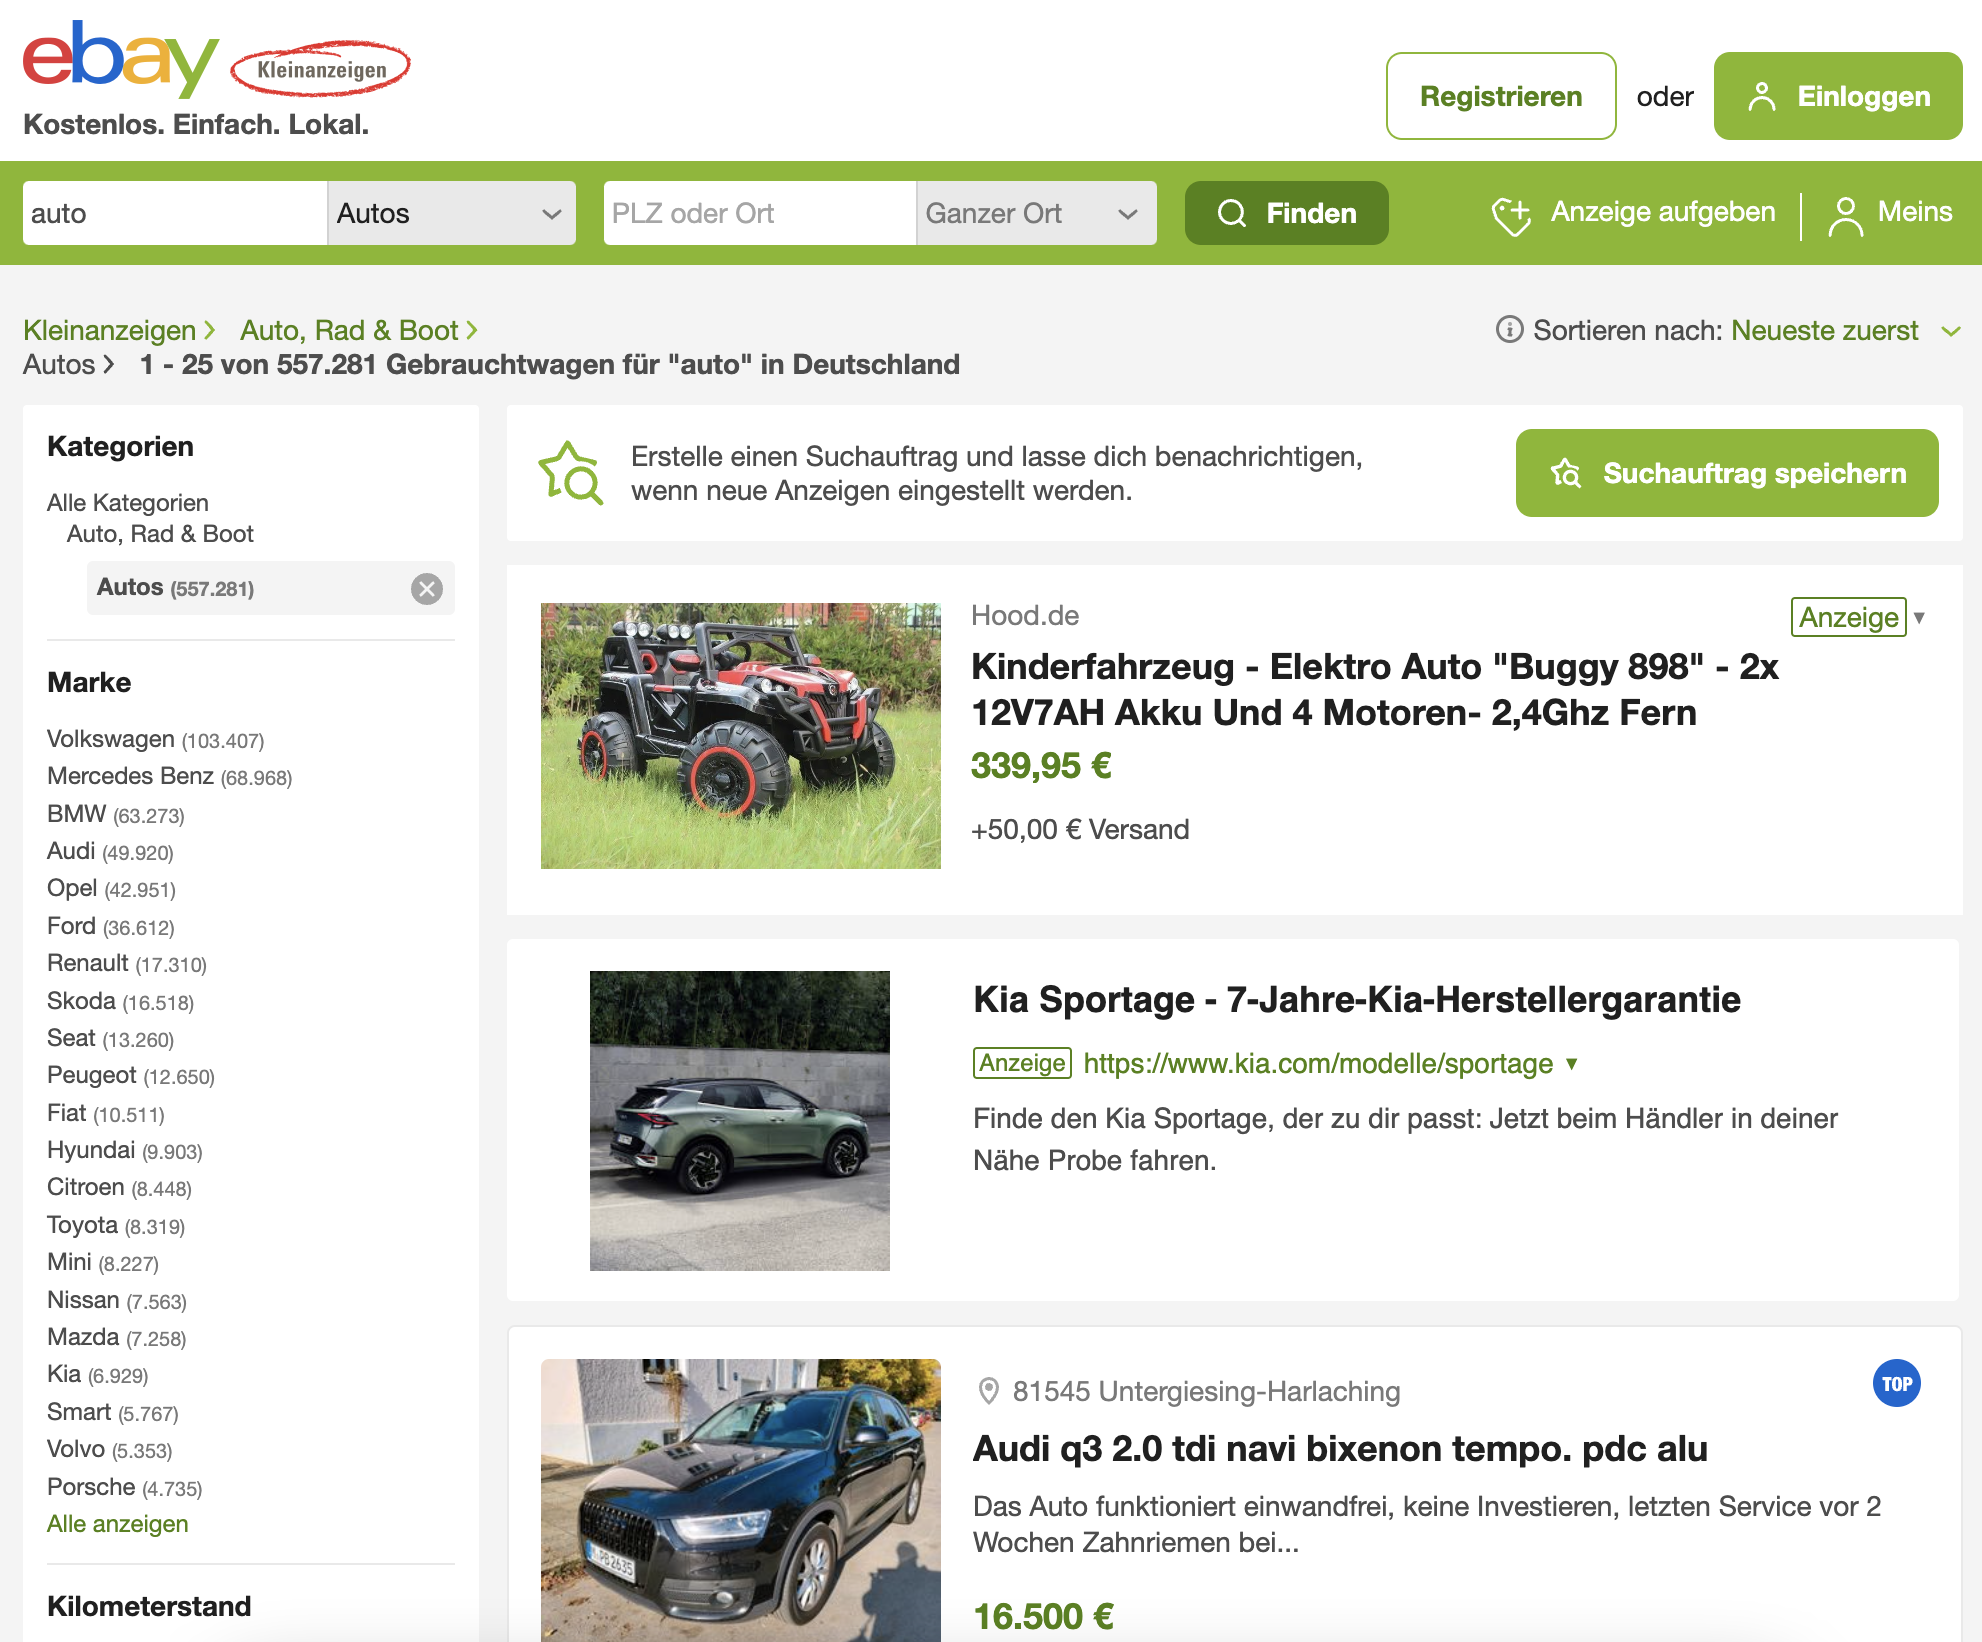 ebay Kleinanzeigen
Kostenlos. Einfach. Lokal.
Registrieren oder Einloggen
auto Autos PLZ oder Ort Ganzer Ort Finden Anzeige aufgeben Meins
Kleinanzeigen Auto, Rad & Boot
Autos 1 - 25 von 557.281 Gebrauchtwagen für "auto" in Deutschland
Sortieren nach: Neueste zuerst
Kategorien
Alle Kategorien
Auto, Rad & Boot
Autos (557.281)
Marke
Volkswagen (103.407)
Mercedes Benz (68.968)
BMW (63.273)
Audi (49.920)
Opel (42.951)
Ford (36.612)
Renault (17.310)
Skoda (16.518)
Seat (13.260)
Peugeot (12.650)
Fiat (10.511)
Hyundai (9.903)
Citroen (8.448)
Toyota (8.319)
Mini (8.227)
Nissan (7.563)
Mazda (7.258)
Kia (6.929)
Smart (5.767)
Volvo (5.353)
Porsche (4.735)
Alle anzeigen
Kilometerstand
Erstelle einen Suchauftrag und lasse dich benachrichtigen,
wenn neue Anzeigen eingestellt werden.
Suchauftrag speichern
Hood.de
Anzeige
Kinderfahrzeug - Elektro Auto "Buggy 898" - 2x
12V7AH Akku Und 4 Motoren- 2,4Ghz Fern
339,95 €
+50,00 € Versand
Kia Sportage - 7-Jahre-Kia-Herstellergarantie
Anzeige https://www.kia.com/modelle/sportage
Finde den Kia Sportage, der zu dir passt: Jetzt beim Händler in deiner
Nähe Probe fahren.
81545 Untergiesing-Harlaching
TOP
Audi q3 2.0 tdi navi bixenon tempo. pdc alu
Das Auto funktioniert einwandfrei, keine Investieren, letzten Service vor 2
Wochen Zahnriemen bei...
16.500 €